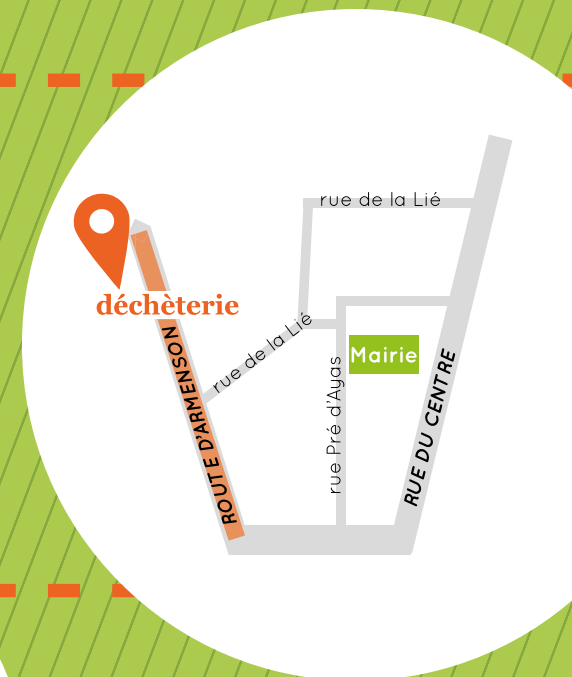 rue de la Lié
déchèterie
rue de la Lié
Mairie
ROUTE D'ARMENSON
rue Pré d'Ayas
RUE DU CENTRE